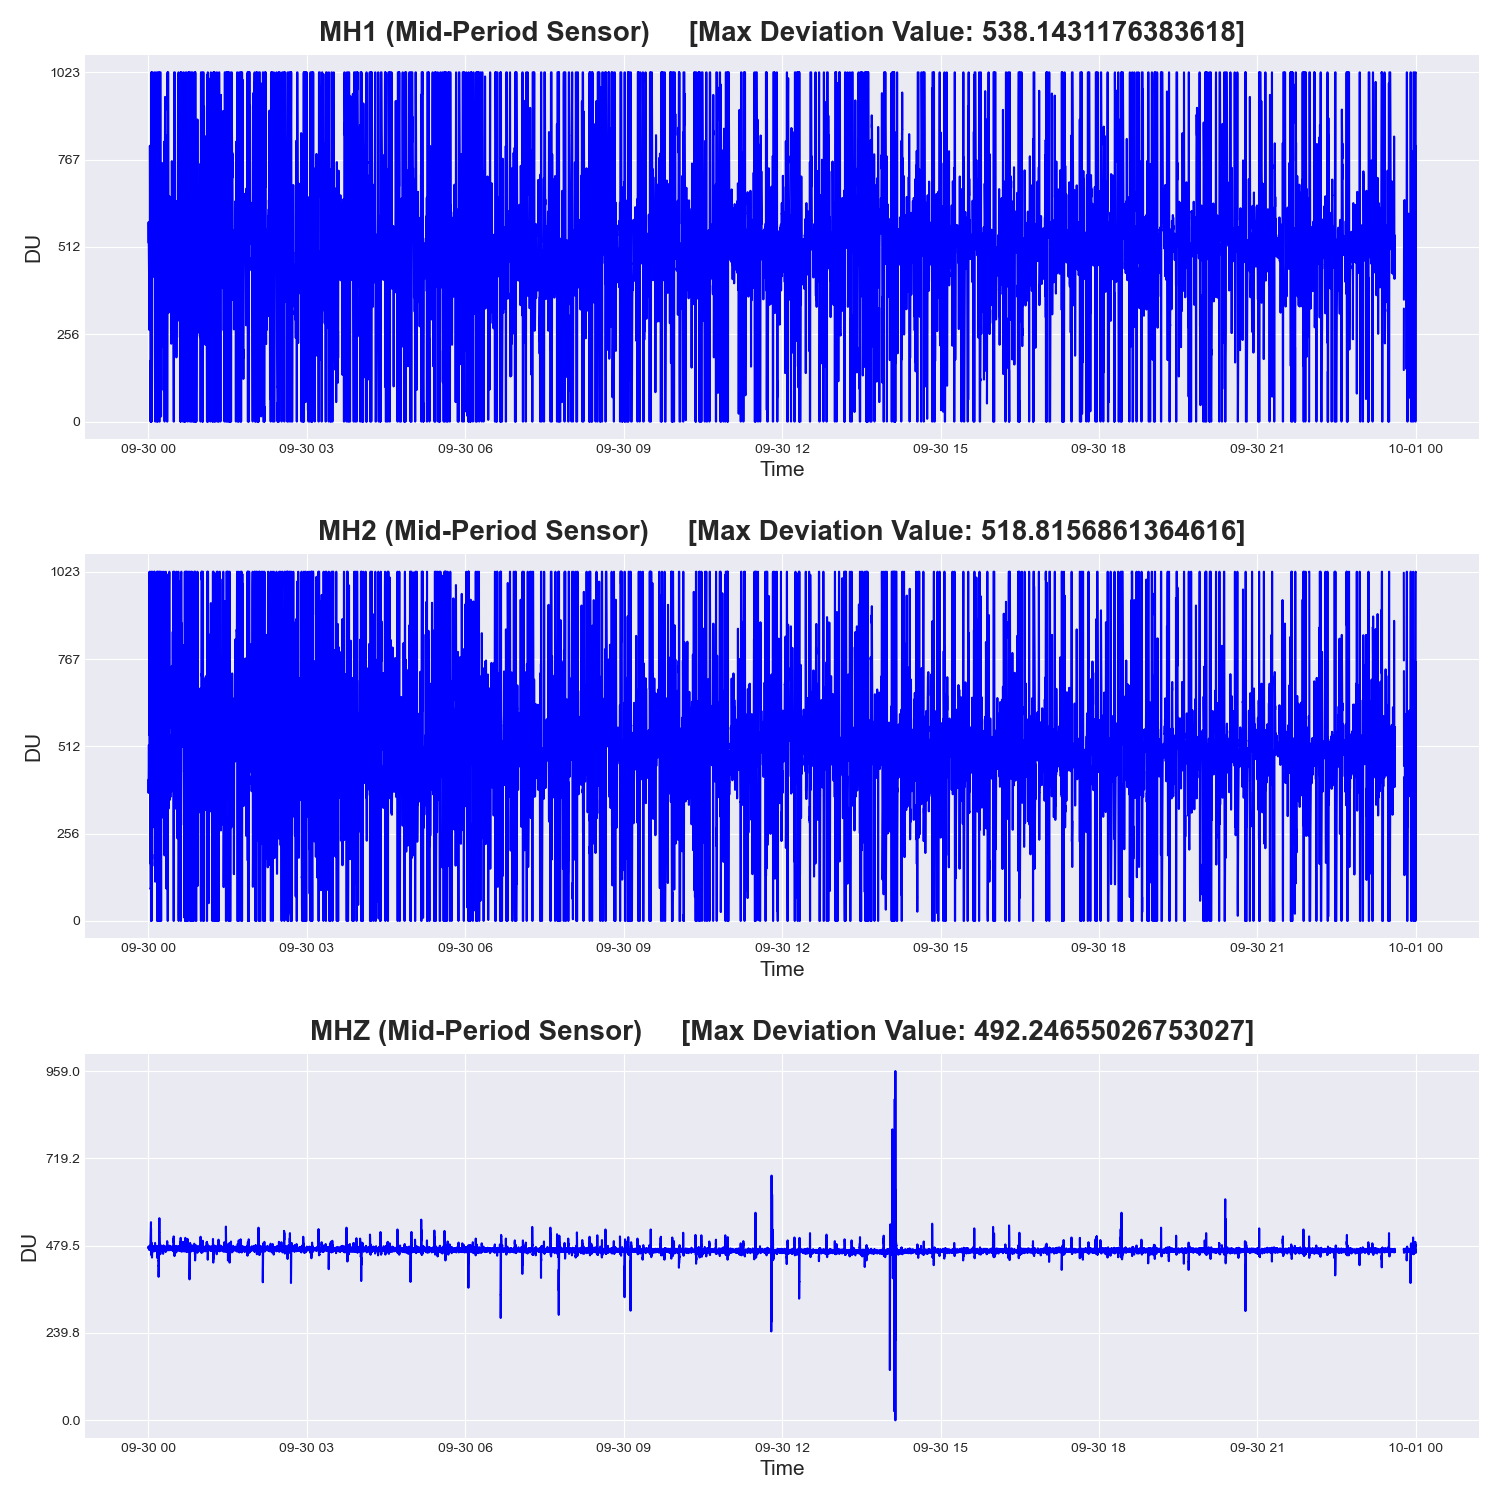 MH1 (Mid-Period Sensor) [Max Deviation Value: 538.1431176383618]
1023
767
512
256
0
DU
09-30 00 09-30 03 09-30 06 09-30 09 09-30 12 09-30 15 09-30 18 09-30 21 10-01 00
Time
MH2 (Mid-Period Sensor) [Max Deviation Value: 518.8156861364616]
1023
767
512
256
0
DU
09-30 00 09-30 03 09-30 06 09-30 09 09-30 12 09-30 15 09-30 18 09-30 21 10-01 00
Time
MHZ (Mid-Period Sensor) [Max Deviation Value: 492.24655026753027]
959.0
719.2
479.5
239.8
0.0
DU
09-30 00 09-30 03 09-30 06 09-30 09 09-30 12 09-30 15 09-30 18 09-30 21 10-01 00
Time